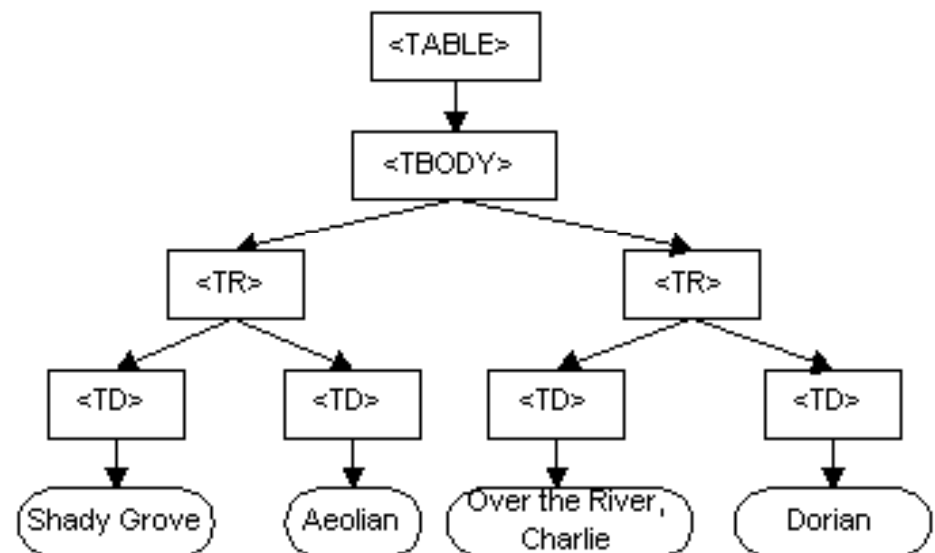 <TABLE>
<TBODY>
<TR>
<TR>
<TD>
<TD>
<TD>
<TD>
Shady Grove
Aeolian
Over the River,
Charlie
Dorian